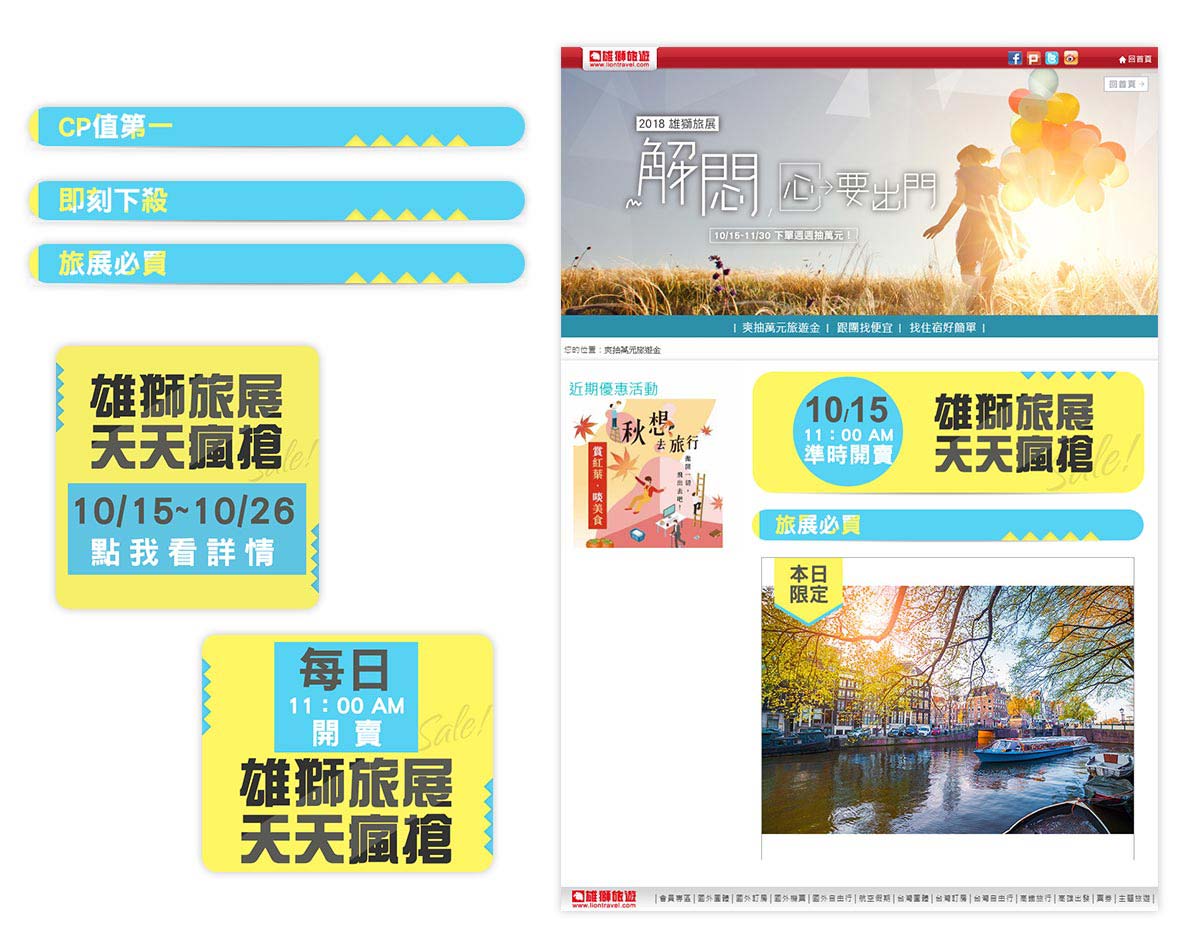 CP值第一
即刻下殺
旅展必買
雄獅旅展
天天瘋搶
Sale!
10/15~10/26
點我看詳情
每日
11：00 AM
開賣
Sale!
雄獅旅展
天天瘋搶
雄獅旅遊
www.liontravel.com
回首頁
回首頁→
2018 雄獅旅展
解悶，心→要出門
10/15-11/30 下單週週抽萬元！
| 爽抽萬元旅遊金 | 跟團找便宜 | 找住宿好簡單 |
您的位置：爽抽萬元旅遊金
近期優惠活動
秋想
去旅行
賞紅葉．啖美食
拋開一切，
飛出去吧！
10/15
11：00 AM
準時開賣
雄獅旅展
天天瘋搶
Sale!
旅展必買
本日
限定
雄獅旅遊
www.liontravel.com
| 會員專區 | 國外團體 | 國外訂房 | 國外機票 | 國外自由行 | 航空假期 | 台灣團體 | 台灣訂房 | 台灣自由行 | 高鐵旅行 | 高雄出發 | 票券 | 主題旅遊 |